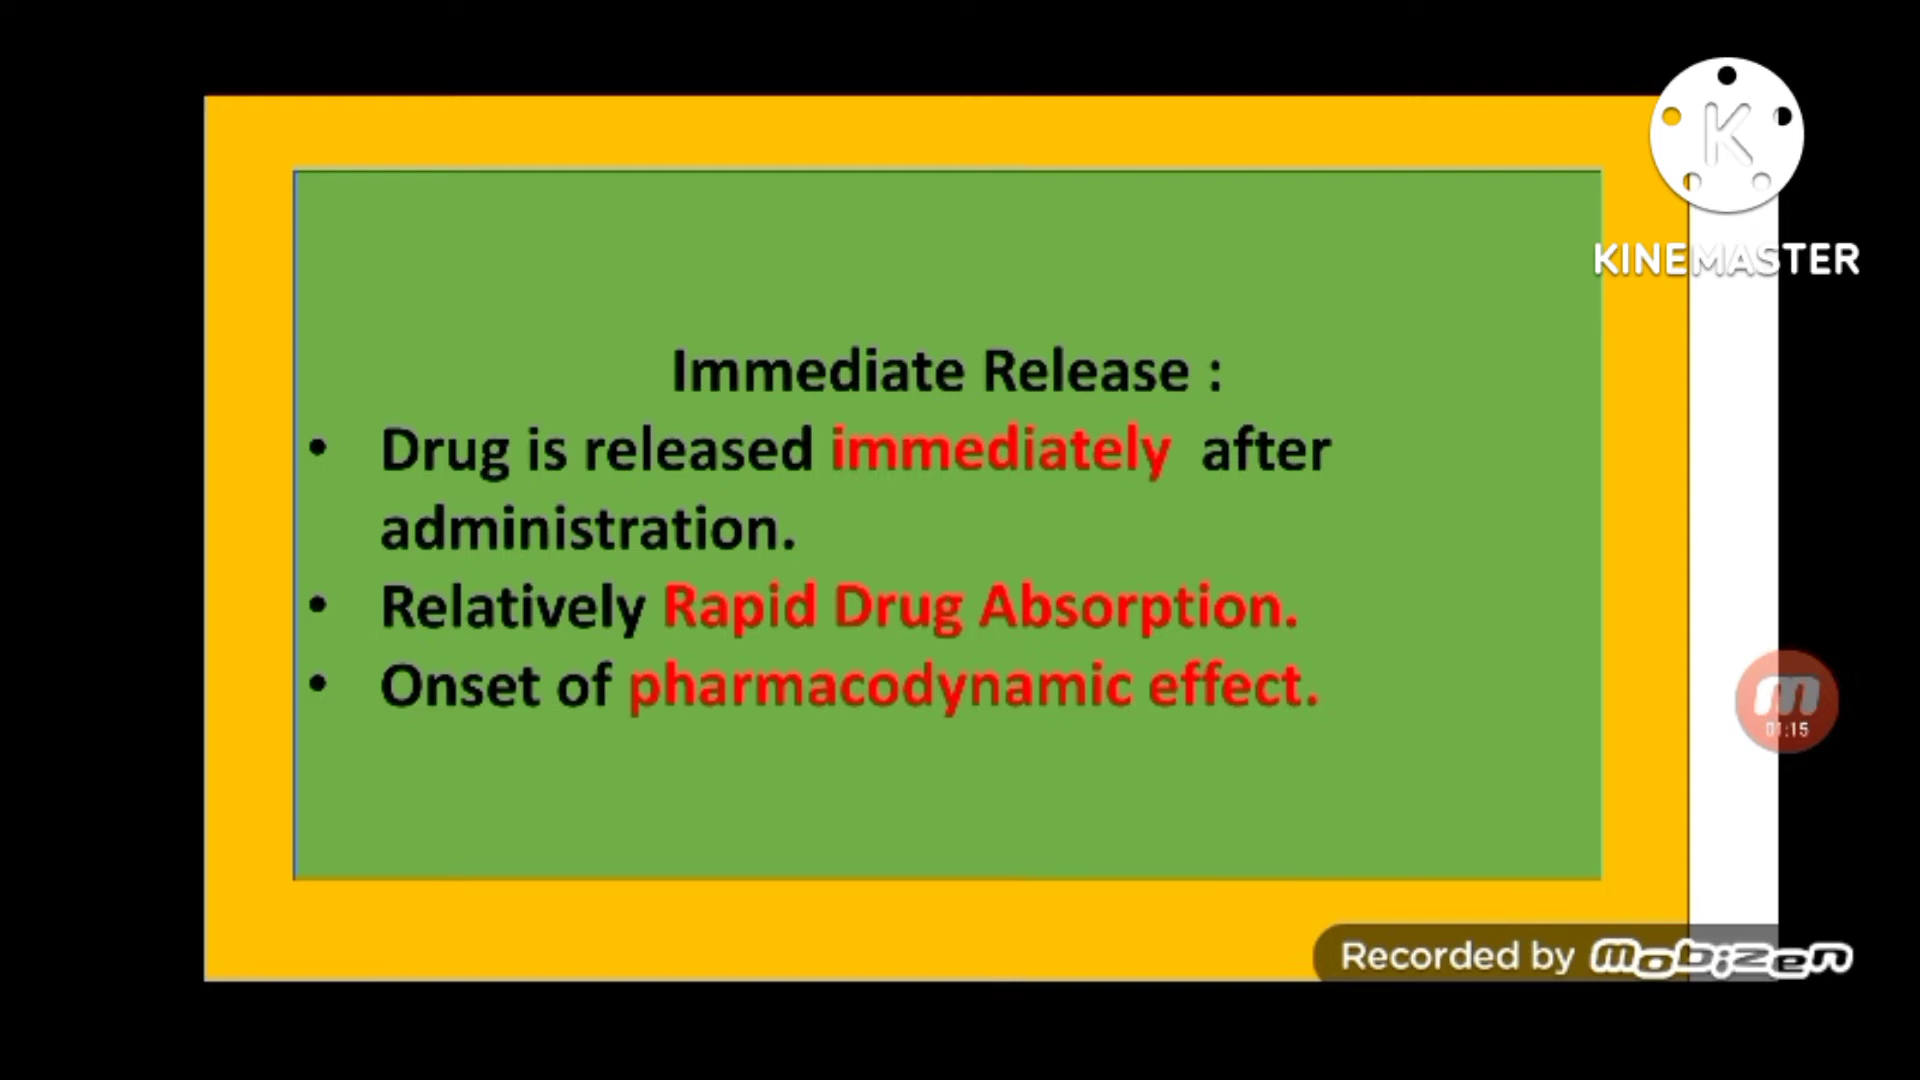 K
KINEMASTER
Immediate Release :
• Drug is released immediately after
administration.
• Relatively Rapid Drug Absorption.
• Onset of pharmacodynamic effect.
01:15
Recorded by mobizen